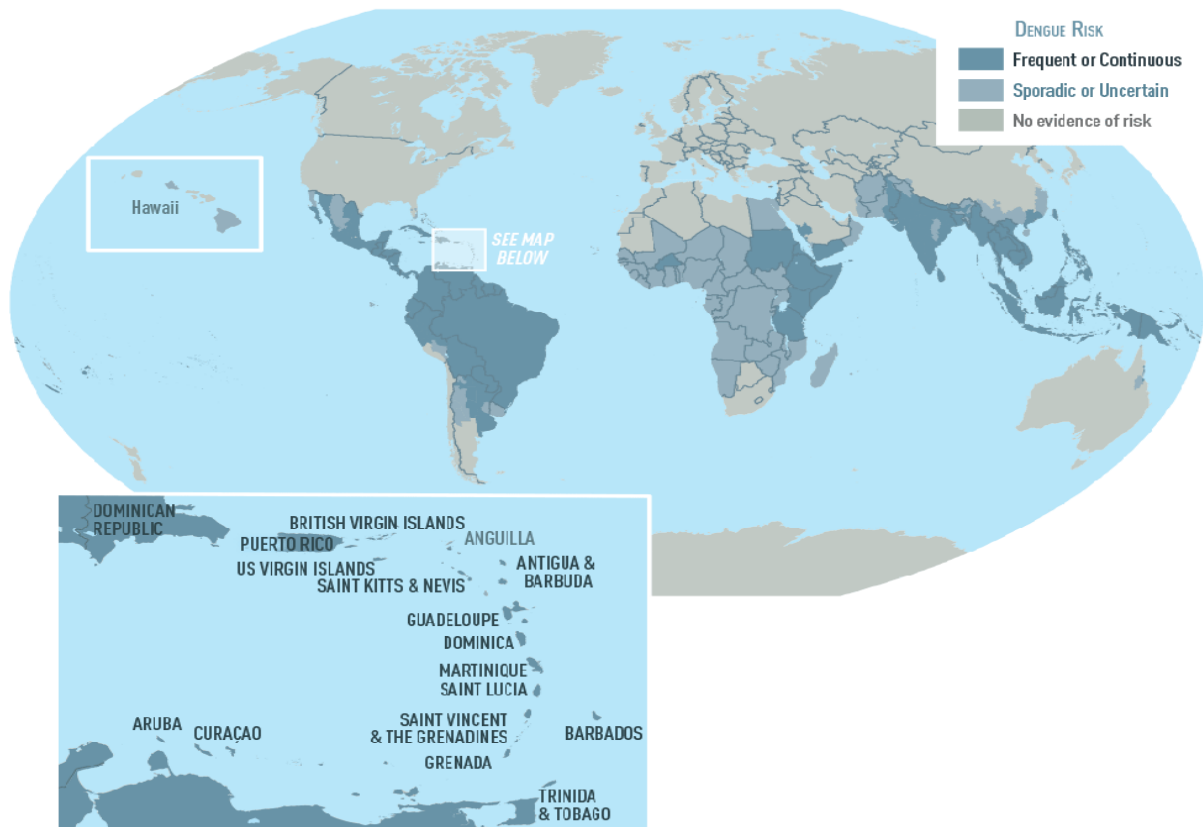 DENGUE RISK
Frequent or Continuous
Sporadic or Uncertain
No evidence of risk
Hawaii
SEE MAP
BELOW
DOMINICAN
REPUBLIC
BRITISH VIRGIN ISLANDS
PUERTO RICO
ANGUILLA
US VIRGIN ISLANDS
ANTIGUA &
BARBUDA
SAINT KITTS & NEVIS
GUADELOUPE
DOMINICA
MARTINIQUE
SAINT LUCIA
SAINT VINCENT
& THE GRENADINES
ARUBA
CURAÇAO
BARBADOS
GRENADA
TRINIDA
& TOBAGO